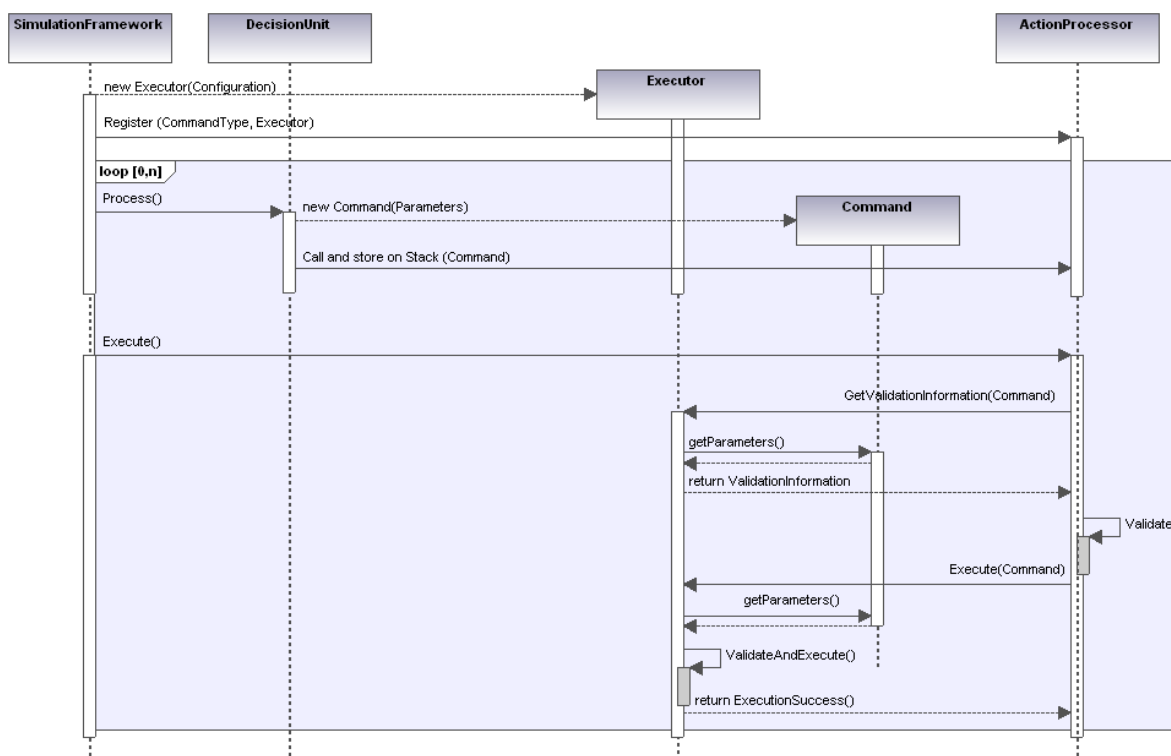 SimulationFramework
DecisionUnit
ActionProcessor
Executor
new Executor(Configuration)
Register (CommandType, Executor)
loop [0,n]
Process()
new Command(Parameters)
Command
Call and store on Stack (Command)
Execute()
GetValidationInformation(Command)
getParameters()
return ValidationInformation
Validate
Execute(Command)
getParameters()
ValidateAndExecute()
return ExecutionSuccess()